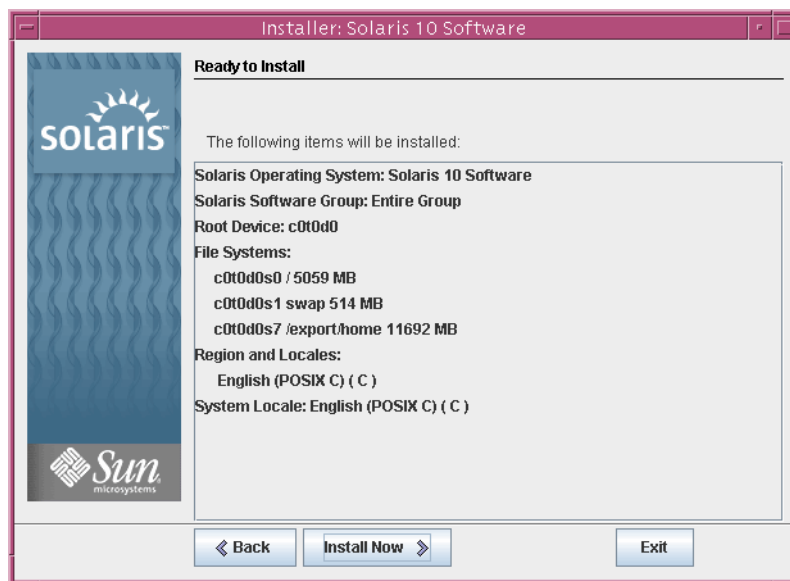 Installer: Solaris 10 Software
solaris™
Ready to Install
The following items will be installed:
Solaris Operating System: Solaris 10 Software
Solaris Software Group: Entire Group
Root Device: c0t0d0
File Systems:
c0t0d0s0 / 5059 MB
c0t0d0s1 swap 514 MB
c0t0d0s7 /export/home 11692 MB
Region and Locales:
English (POSIX C) ( C )
System Locale: English (POSIX C) ( C )
Sun
microsystems
Back
Install Now
Exit